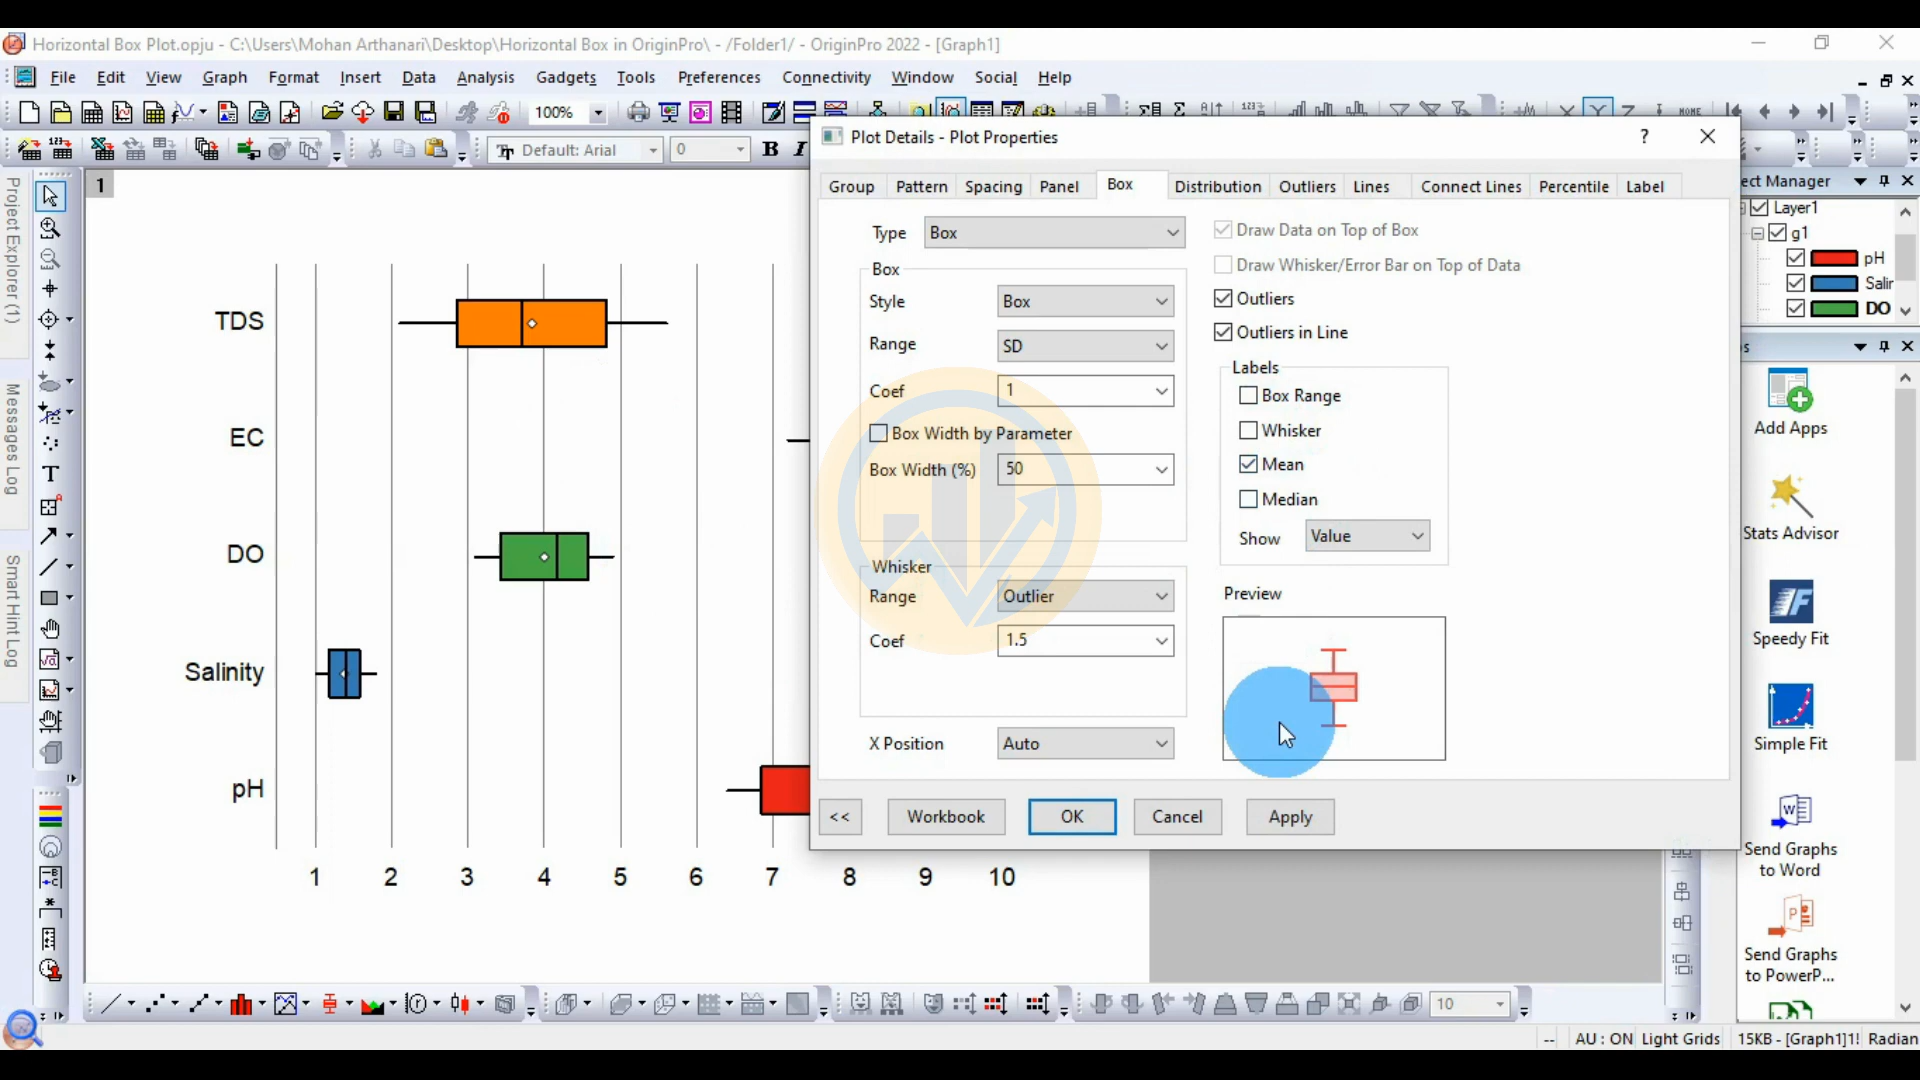 Horizontal Box Plot.opju - C:\Users\Mohan Arthanari\Desktop\Horizontal Box in OriginPro\ - /Folder1/ - OriginPro 2022 - [Graph1]
File Edit View Graph Format Insert Data Analysis Gadgets Tools Preferences Connectivity Window Social Help
100%
Default: Arial 0 B I
Project Explorer (1)
Messages Log
Smart Hint Log
1
TDS
EC
DO
Salinity
pH
1 2 3 4 5 6 7 8 9 10
Plot Details - Plot Properties ?
Group Pattern Spacing Panel Box Distribution Outliers Lines Connect Lines Percentile Label
Type Box
Box
Style Box
Range SD
Coef 1
Box Width by Parameter
Box Width (%) 50
Whisker
Range Outlier
Coef 1.5
X Position Auto
Draw Data on Top of Box
Draw Whisker/Error Bar on Top of Data
Outliers
Outliers in Line
Labels
Box Range
Whisker
Mean
Median
Show Value
Preview
<< Workbook OK Cancel Apply
ect Manager
Layer1
g1
pH
Salir
DO
s
Add Apps
Stats Advisor
Speedy Fit
Simple Fit
Send Graphs
to Word
Send Graphs
to PowerP...
10
-- AU : ON Light Grids 15KB - [Graph1]1! Radian